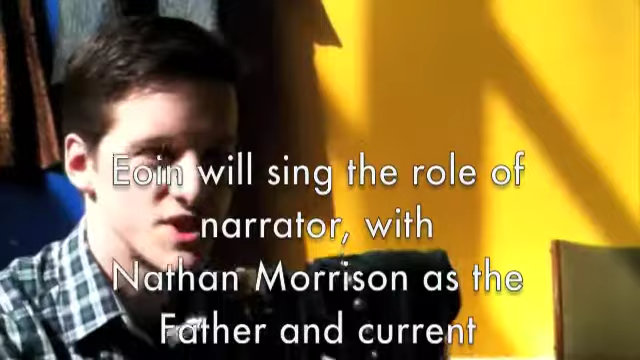 Eoin will sing the role of
narrator, with
Nathan Morrison as the
Father and current